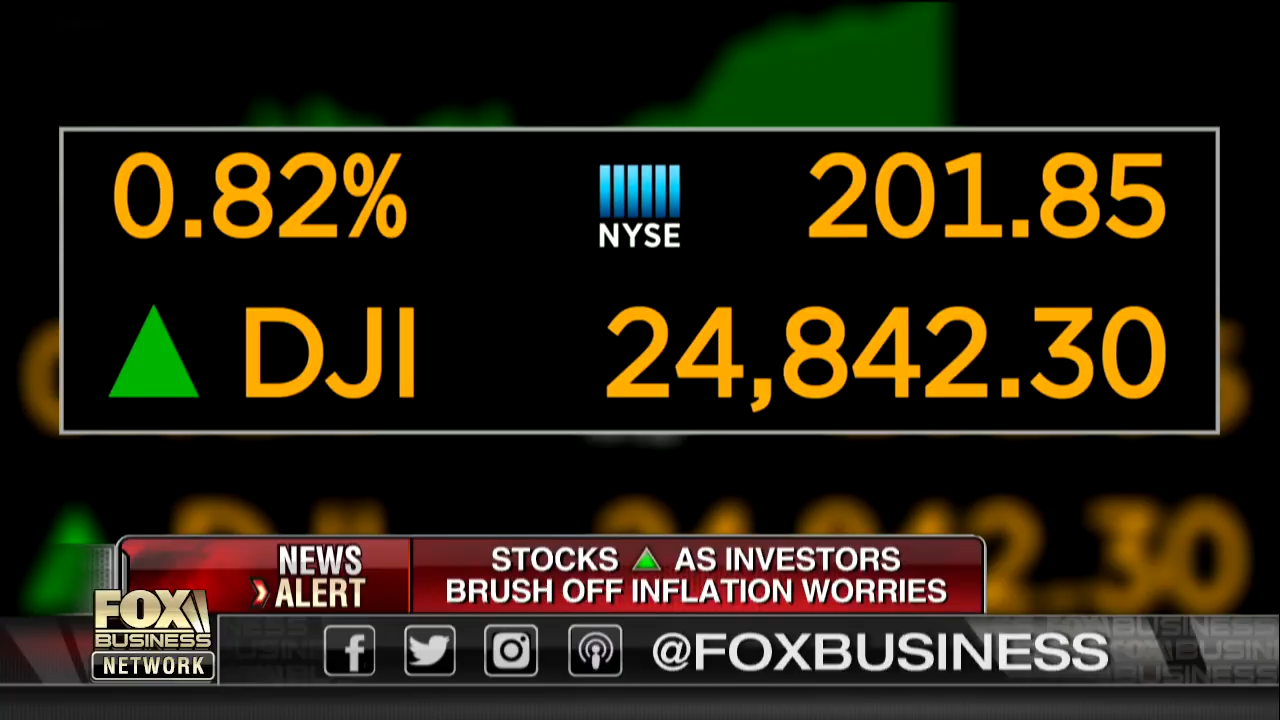 0.82% NYSE 201.85
▲ DJI 24,842.30
NEWS ALERT
STOCKS ▲ AS INVESTORS
BRUSH OFF INFLATION WORRIES
FOX
BUSINESS
NETWORK
@FOXBUSINESS